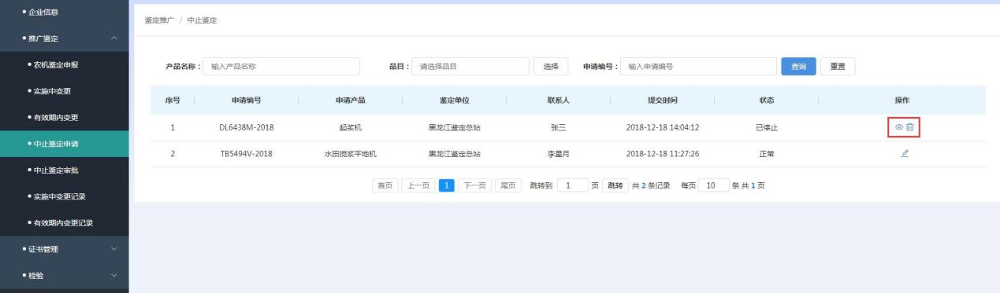 企业信息
推广鉴定
农机鉴定申报
实施中变更
有效期内变更
中止鉴定申请
中止鉴定审批
实施中变更记录
有效期内变更记录
证书管理
检验
鉴定推广 / 中止鉴定
产品名称： 输入产品名称 品目： 请选择品目 选择 申请编号： 输入申请编号 查询 重置
序号 申请编号 申请产品 鉴定单位 联系人 提交时间 状态 操作
1 DL6438M-2018 起浆机 黑龙江鉴定总站 张三 2018-12-18 14:04:12 已停止
2 TB5494V-2018 水田搅浆平地机 黑龙江鉴定总站 李星月 2018-12-18 11:27:26 正常
首页 上一页 1 下一页 尾页 跳转到 1 页 跳转 共 2 条记录 每页 10 条 共 1 页